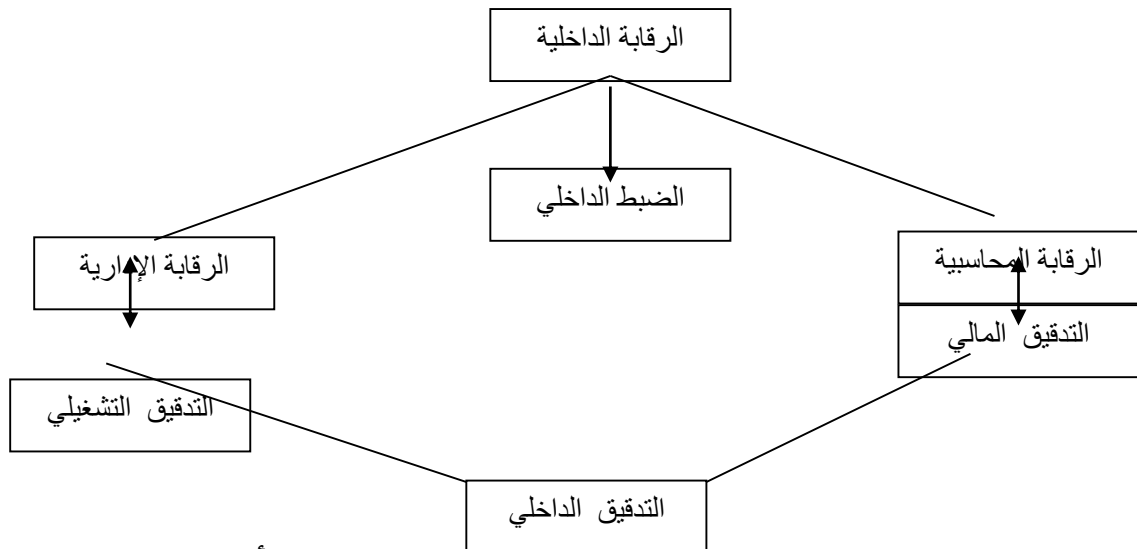 الرقابة الداخلية
الضبط الداخلي
الرقابة المحاسبية
الرقابة الإدارية
التدقيق المالي
التدقيق التشغيلي
التدقيق الداخلي